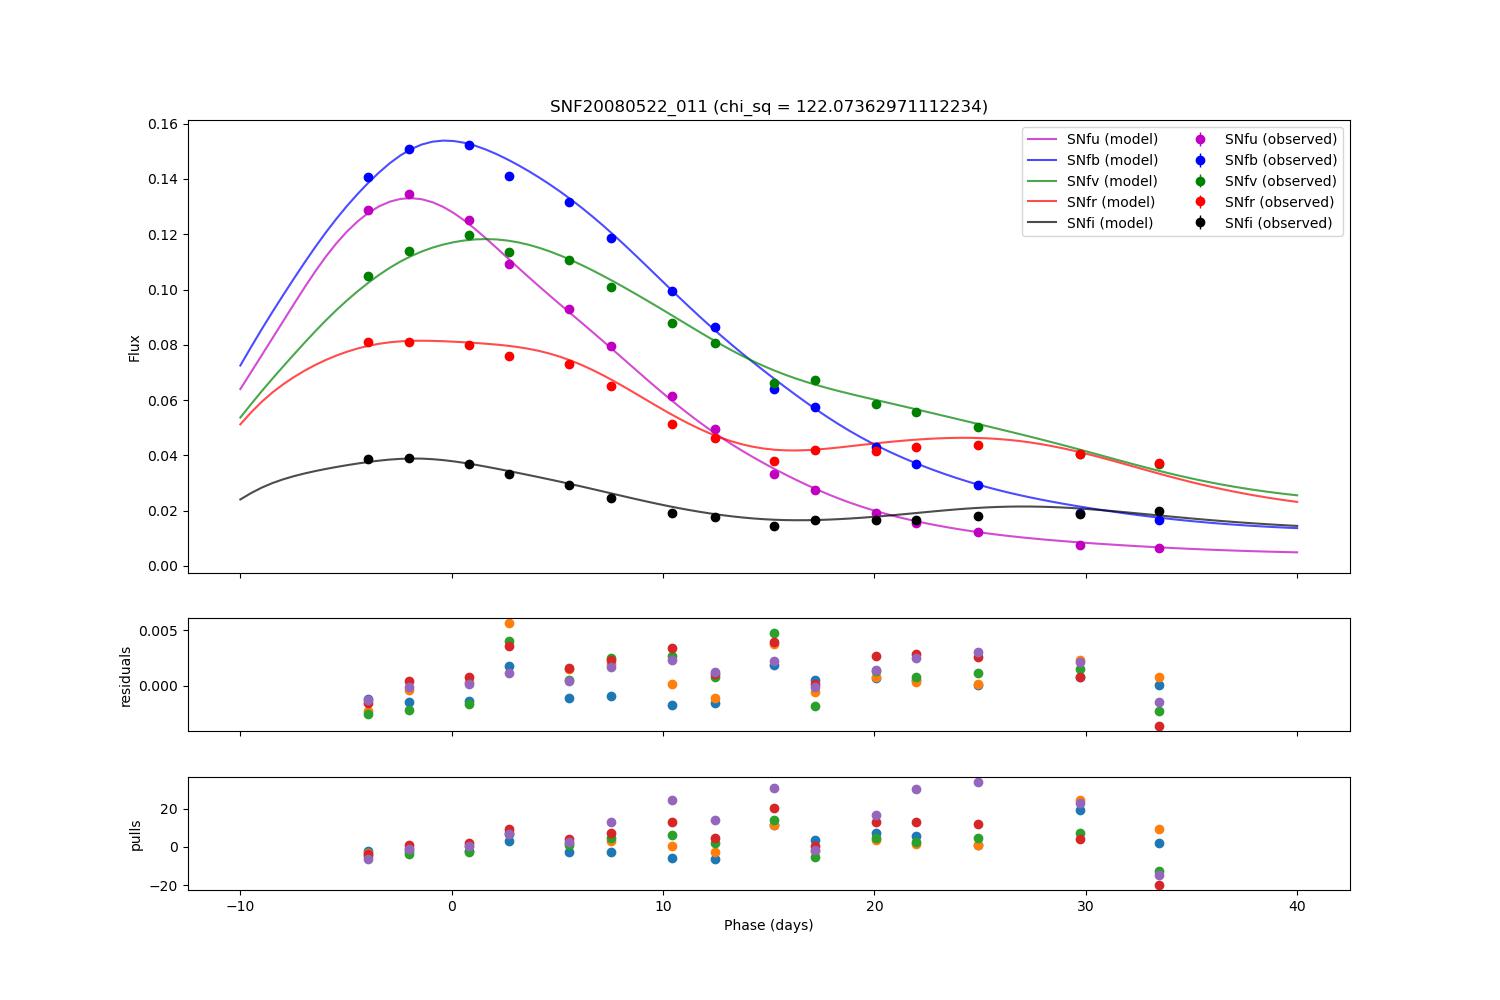 SNF20080522_011 (chi_sq = 122.07362971112234)
0.16
0.14
0.12
0.10
0.08
0.06
0.04
0.02
0.00
Flux
SNfu (model)
SNfb (model)
SNfv (model)
SNfr (model)
SNfi (model)
SNfu (observed)
SNfb (observed)
SNfv (observed)
SNfr (observed)
SNfi (observed)
0.005
0.000
residuals
20
0
−20
pulls
−10 0 10 20 30 40
Phase (days)